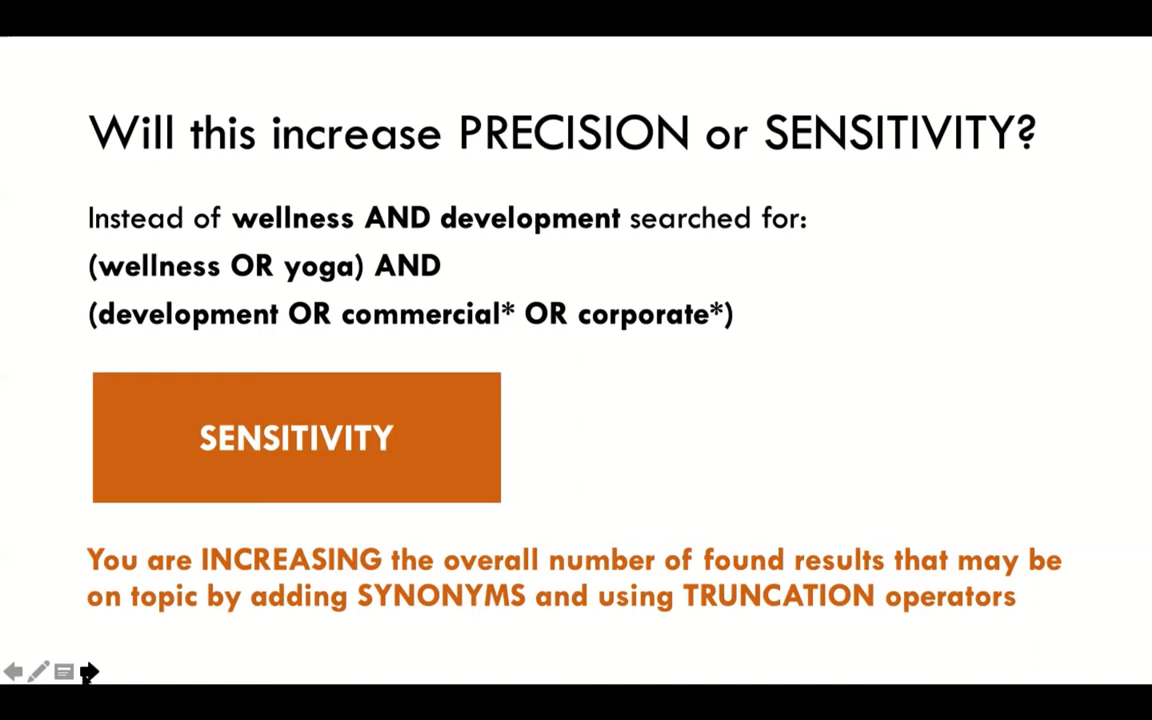 Will this increase PRECISION or SENSITIVITY?
Instead of wellness AND development searched for:
(wellness OR yoga) AND
(development OR commercial* OR corporate*)
SENSITIVITY
You are INCREASING the overall number of found results that may be
on topic by adding SYNONYMS and using TRUNCATION operators